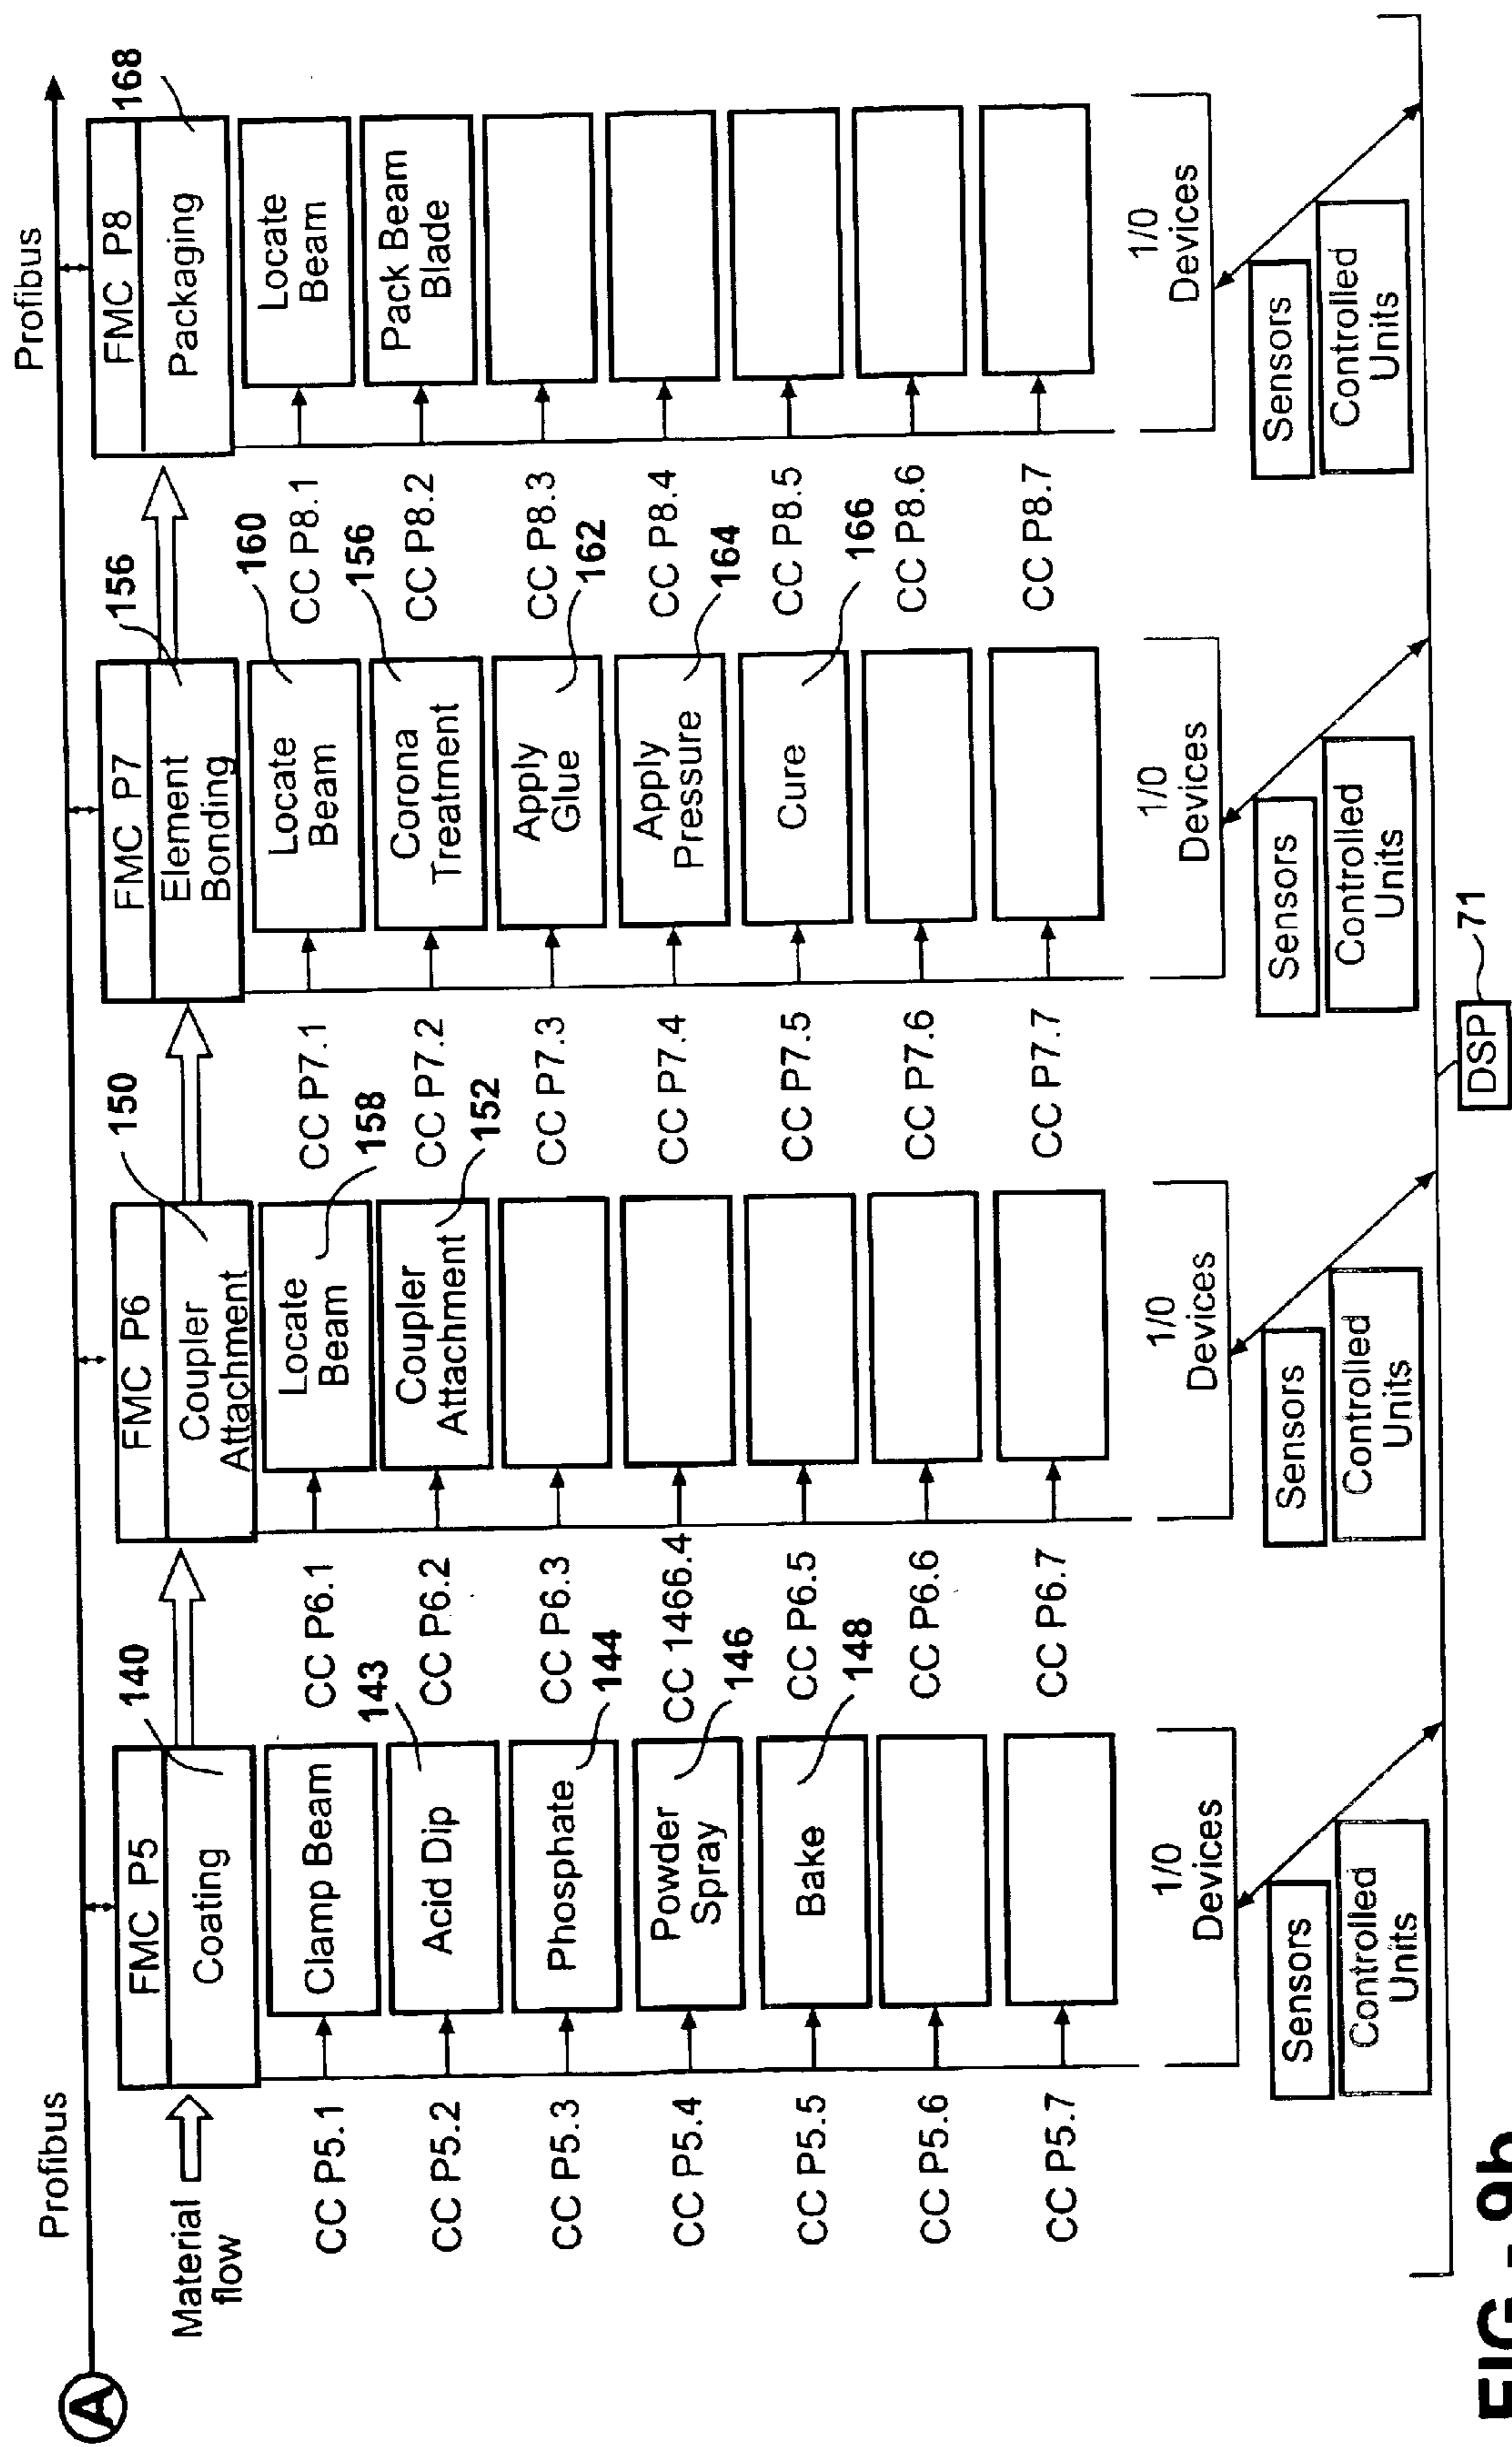 Profibus
Profibus
A
Material
flow
FMC P5
Coating
140
CC P5.1
Clamp Beam
CC P5.2
Acid Dip
143
CC P5.3
Phosphate
144
CC P5.4
Powder
Spray
146
CC P5.5
Bake
148
CC P5.6
CC P5.7
1/0
Devices
Sensors
Controlled
Units
FMC P6
Coupler
Attachment
150
CC P6.1
Locate
Beam
158
CC P6.2
Coupler
Attachment
152
CC P6.3
CC 1466.4
CC P6.5
CC P6.6
CC P6.7
1/0
Devices
Sensors
Controlled
Units
FMC P7
Element
Bonding
156
CC P7.1
Locate
Beam
160
CC P7.2
Corona
Treatment
156
CC P7.3
Apply
Glue
162
CC P7.4
Apply
Pressure
164
CC P7.5
Cure
166
CC P7.6
CC P7.7
1/0
Devices
Sensors
Controlled
Units
FMC P8
Packaging
168
CC P8.1
Locate
Beam
CC P8.2
Pack Beam
Blade
CC P8.3
CC P8.4
CC P8.5
CC P8.6
CC P8.7
1/0
Devices
Sensors
Controlled
Units
DSP
71
FIG - 9b